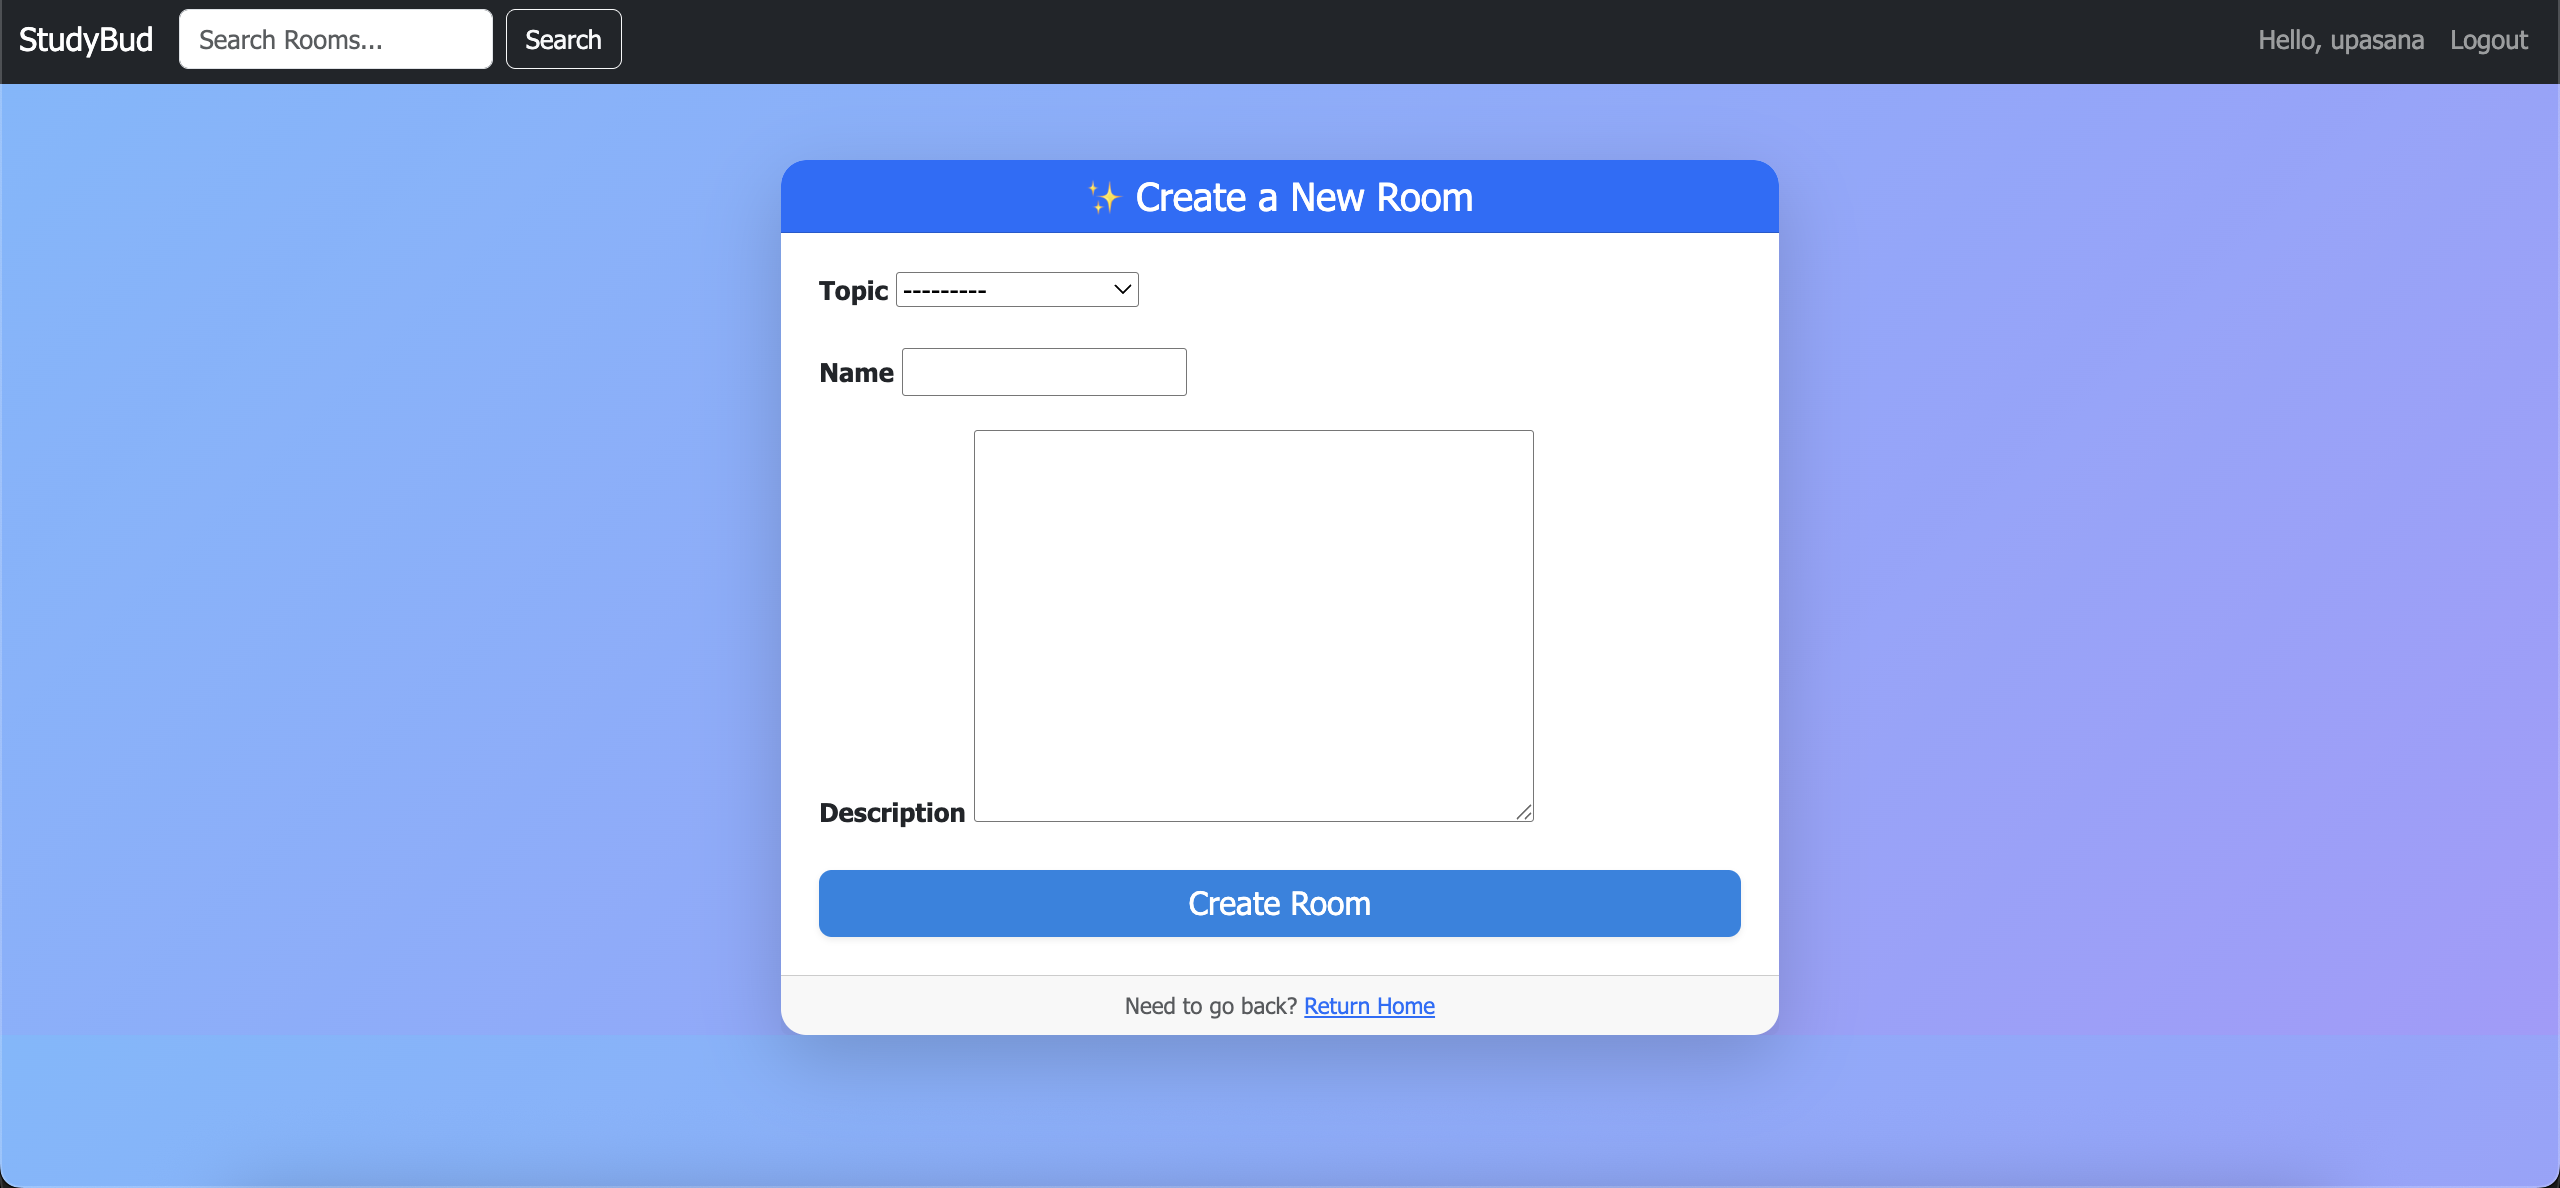 StudyBud Search Rooms... Search Hello, upasana Logout
✨ Create a New Room
Topic ---------
Name
Description
Create Room
Need to go back? Return Home